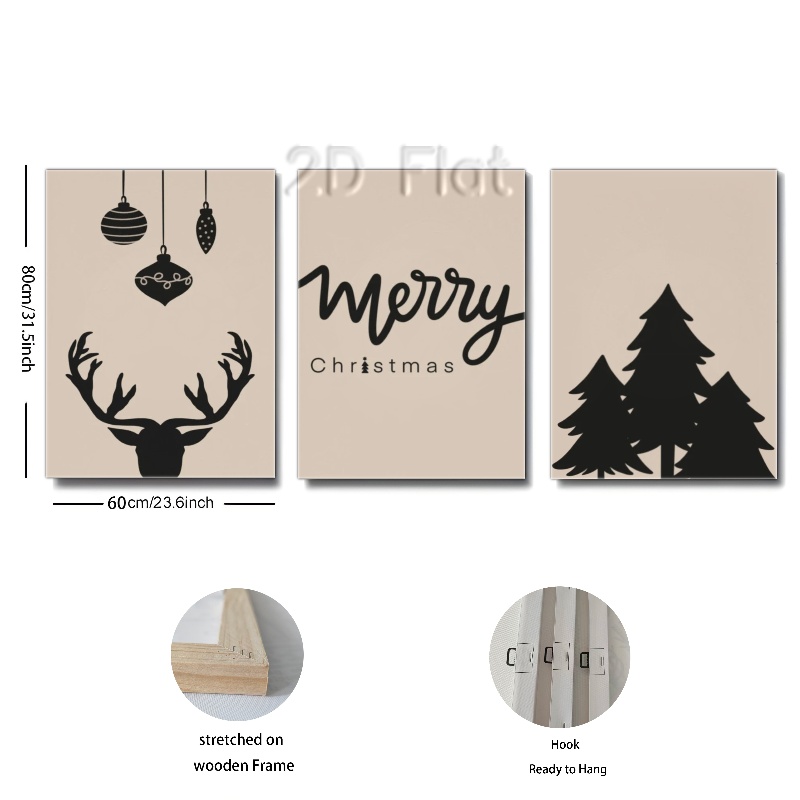 2D Flat
80cm/31.5inch
Merry
Christmas
60cm/23.6inch
stretched on
wooden Frame
Hook
Ready to Hang